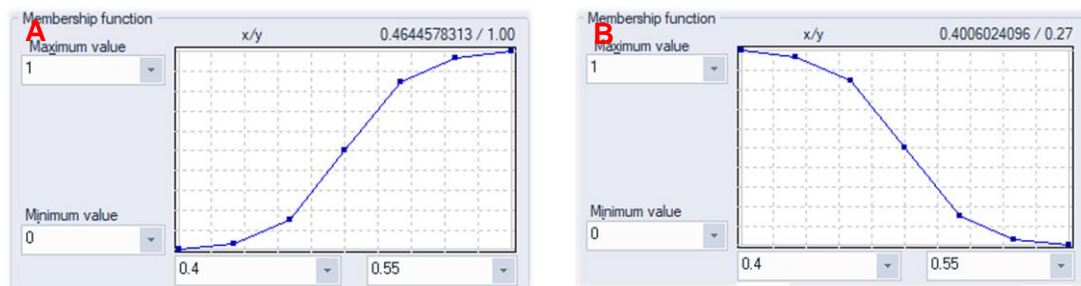 Membership function
A
Maximum value
x/y
0.4644578313 / 1.00
1
Minimum value
0
0.4
0.55
Membership function
B
Maximum value
x/y
0.4006024096 / 0.27
1
Minimum value
0
0.4
0.55